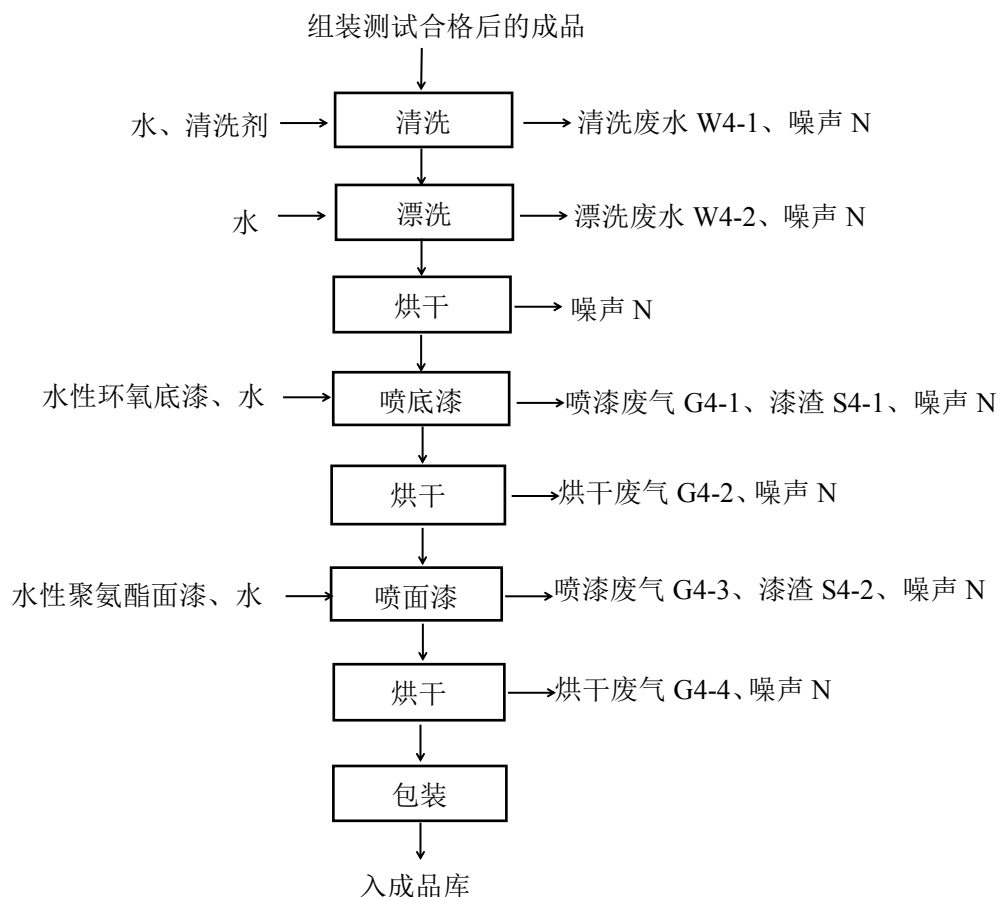 组装测试合格后的成品
水、清洗剂 清洗 清洗废水 W4-1、噪声 N
水 漂洗 漂洗废水 W4-2、噪声 N
烘干 噪声 N
水性环氧底漆、水 喷底漆 喷漆废气 G4-1、漆渣 S4-1、噪声 N
烘干 烘干废气 G4-2、噪声 N
水性聚氨酯面漆、水 喷面漆 喷漆废气 G4-3、漆渣 S4-2、噪声 N
烘干 烘干废气 G4-4、噪声 N
包装
入成品库